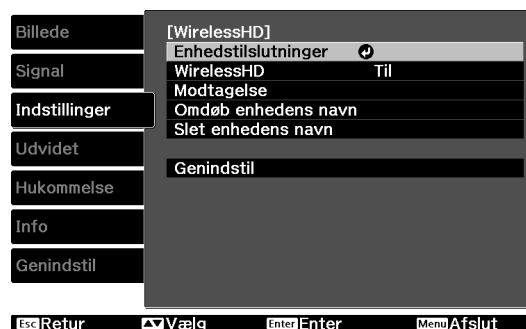 Billede
Signal
Indstillinger
Udvidet
Hukommelse
Info
Genindstil
[WirelessHD]
Enhedstilslutninger
WirelessHD Til
Modtagelse
Omdøb enhedens navn
Slet enhedens navn
Genindstil
Esc Retur Vælg Enter Enter Menu Afslut